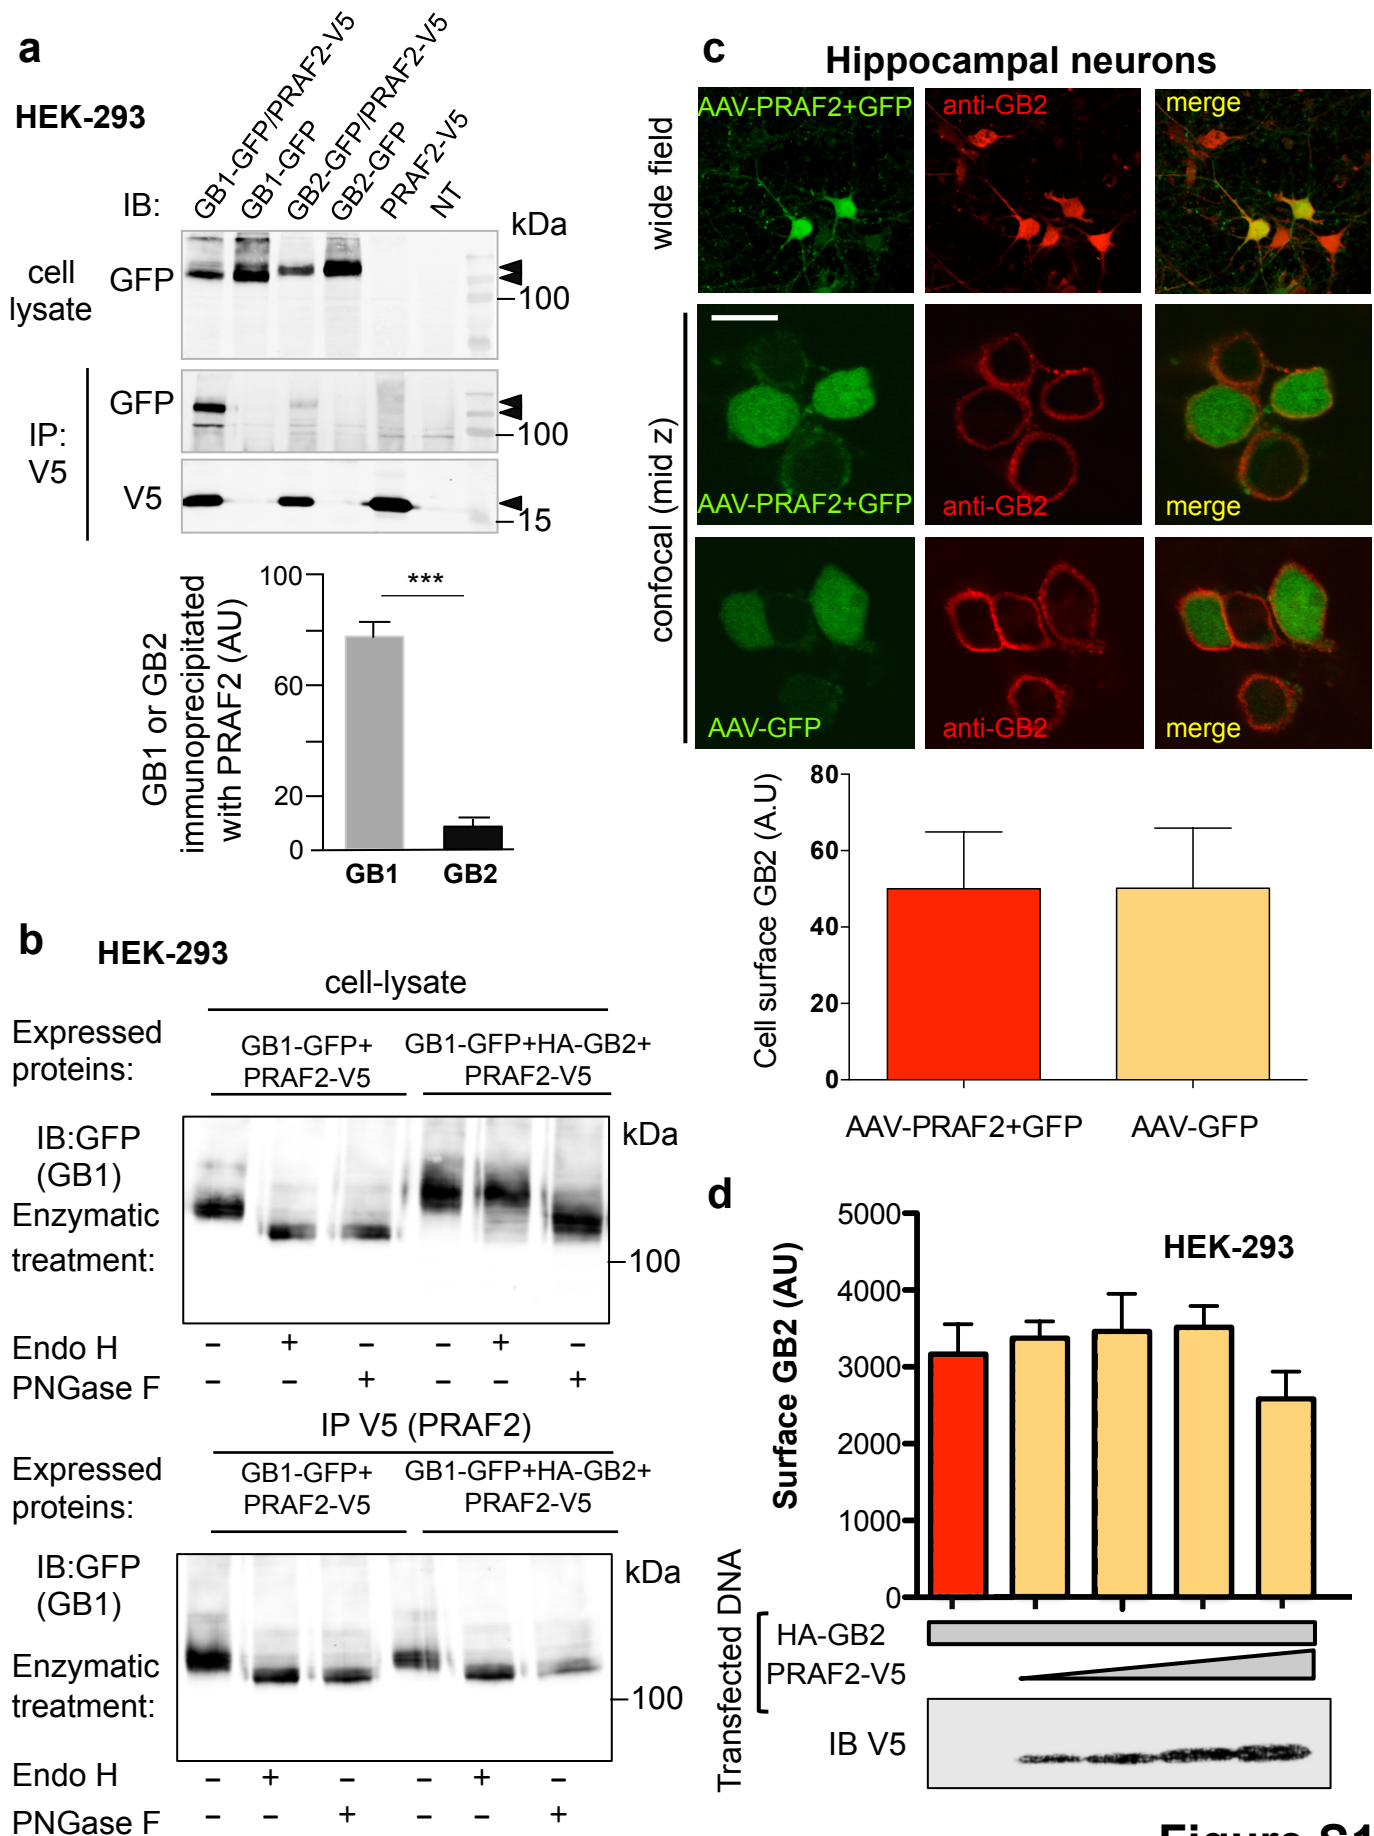 a
HEK-293
GB1-GFP/PRAF2-V5
GB1-GFP
GB2-GFP/PRAF2-V5
GB2-GFP
PRAF2-V5
NT
IB:
kDa
cell
lysate
GFP
100
IP:
V5
GFP
100
V5
15
GB1 or GB2
immunoprecipitated
with PRAF2 (AU)
100
60
20
0
***
GB1
GB2
b
HEK-293
cell-lysate
Expressed
proteins:
GB1-GFP+
PRAF2-V5
GB1-GFP+HA-GB2+
PRAF2-V5
IB:GFP
(GB1)
kDa
100
Enzymatic
treatment:
Endo H – + – – + –
PNGase F – – + – – +
IP V5 (PRAF2)
Expressed
proteins:
GB1-GFP+
PRAF2-V5
GB1-GFP+HA-GB2+
PRAF2-V5
IB:GFP
(GB1)
kDa
100
Enzymatic
treatment:
Endo H – + – – + –
PNGase F – – + – – +
c
Hippocampal neurons
wide field
AAV-PRAF2+GFP
anti-GB2
merge
confocal (mid z)
AAV-PRAF2+GFP
anti-GB2
merge
AAV-GFP
anti-GB2
merge
Cell surface GB2 (A.U)
80
60
40
20
0
AAV-PRAF2+GFP
AAV-GFP
d
HEK-293
Surface GB2 (AU)
5000
4000
3000
2000
1000
0
Transfected DNA
HA-GB2
PRAF2-V5
IB V5
Figure S1